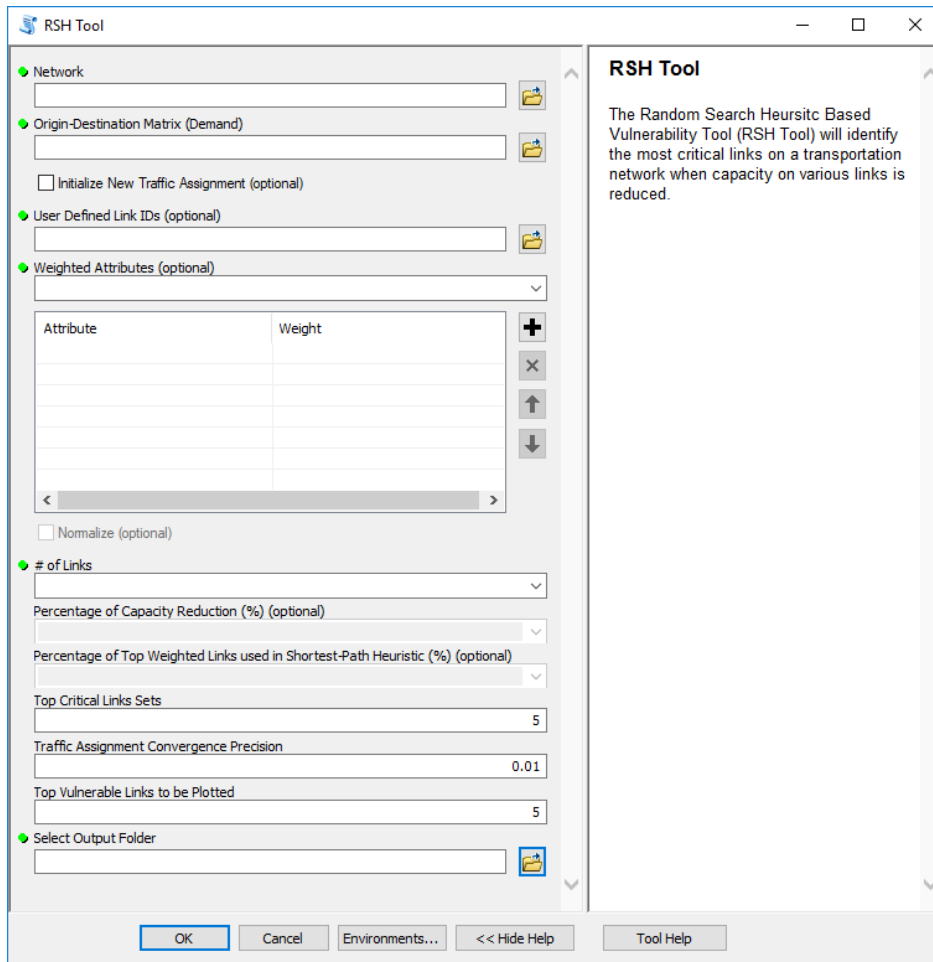 RSH Tool
Network
Origin-Destination Matrix (Demand)
Initialize New Traffic Assignment (optional)
User Defined Link IDs (optional)
Weighted Attributes (optional)
Attribute Weight
Normalize (optional)
# of Links
Percentage of Capacity Reduction (%) (optional)
Percentage of Top Weighted Links used in Shortest-Path Heuristic (%) (optional)
Top Critical Links Sets
5
Traffic Assignment Convergence Precision
0.01
Top Vulnerable Links to be Plotted
5
Select Output Folder
RSH Tool
The Random Search Heursitc Based
Vulnerability Tool (RSH Tool) will identify
the most critical links on a transportation
network when capacity on various links is
reduced.
OK Cancel Environments... << Hide Help Tool Help